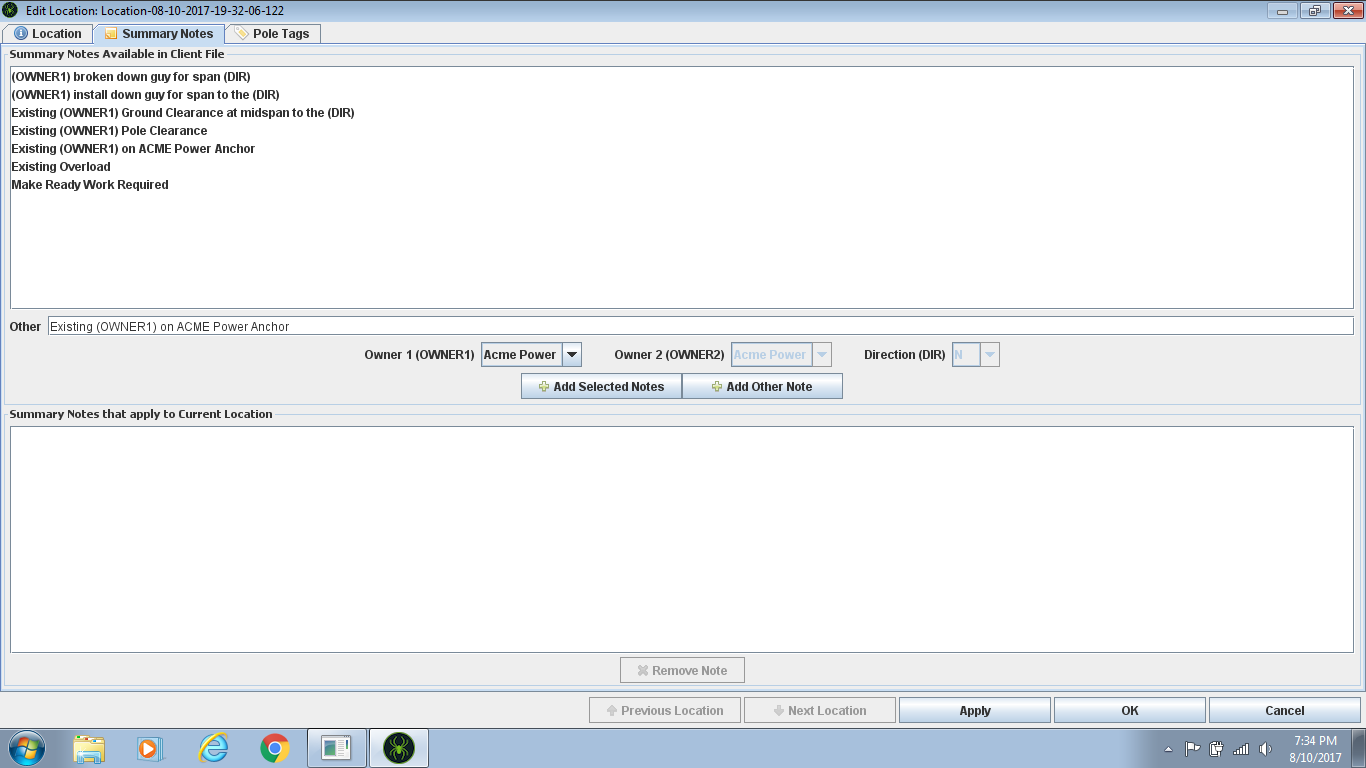 Edit Location: Location-08-10-2017-19-32-06-122
Location Summary Notes Pole Tags
Summary Notes Available in Client File
(OWNER1) broken down guy for span (DIR)
(OWNER1) install down guy for span to the (DIR)
Existing (OWNER1) Ground Clearance at midspan to the (DIR)
Existing (OWNER1) Pole Clearance
Existing (OWNER1) on ACME Power Anchor
Existing Overload
Make Ready Work Required
Other Existing (OWNER1) on ACME Power Anchor
Owner 1 (OWNER1) Acme Power Owner 2 (OWNER2) Acme Power Direction (DIR) N
Add Selected Notes Add Other Note
Summary Notes that apply to Current Location
Remove Note
Previous Location Next Location Apply OK Cancel
7:34 PM
8/10/2017